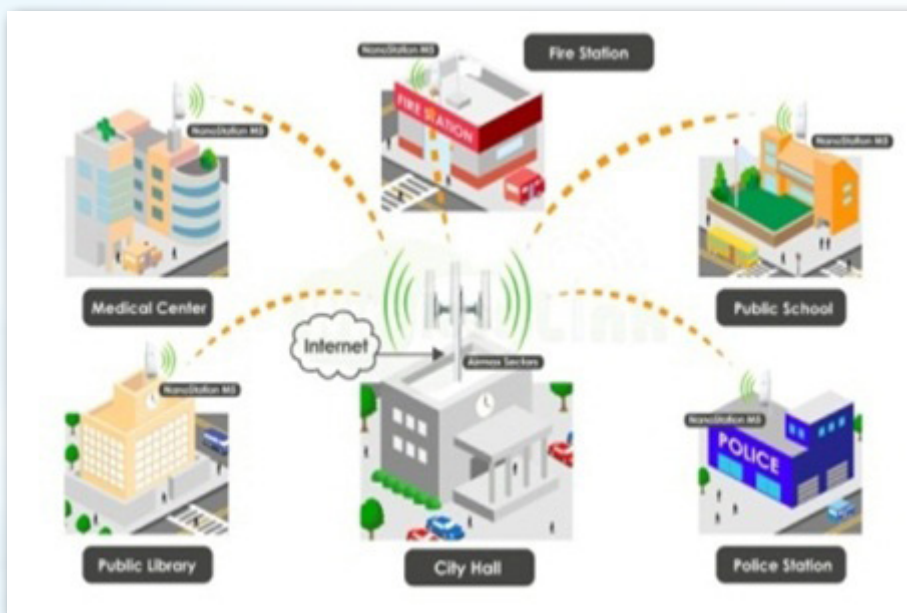 NanoStation M5
Fire Station
FIRE STATION
NanoStation M5
NanoStation M5
Medical Center
Public School
Internet
Airmax Sectors
NanoStation M5
NanoStation M5
POLICE
Public Library
City Hall
Police Station